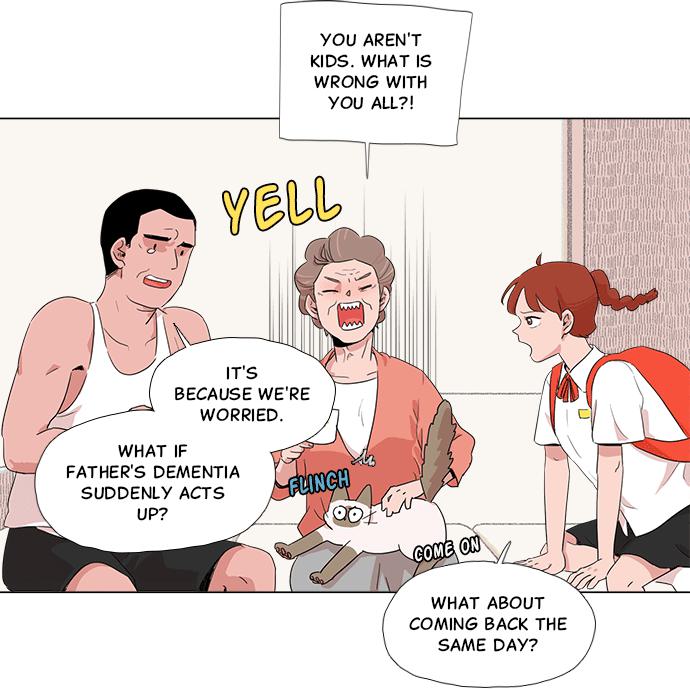 YOU AREN'T
KIDS. WHAT IS
WRONG WITH
YOU ALL?!
YELL
IT'S
BECAUSE WE'RE
WORRIED.
WHAT IF
FATHER'S DEMENTIA
SUDDENLY ACTS
UP?
FLINCH
COME ON
WHAT ABOUT
COMING BACK THE
SAME DAY?